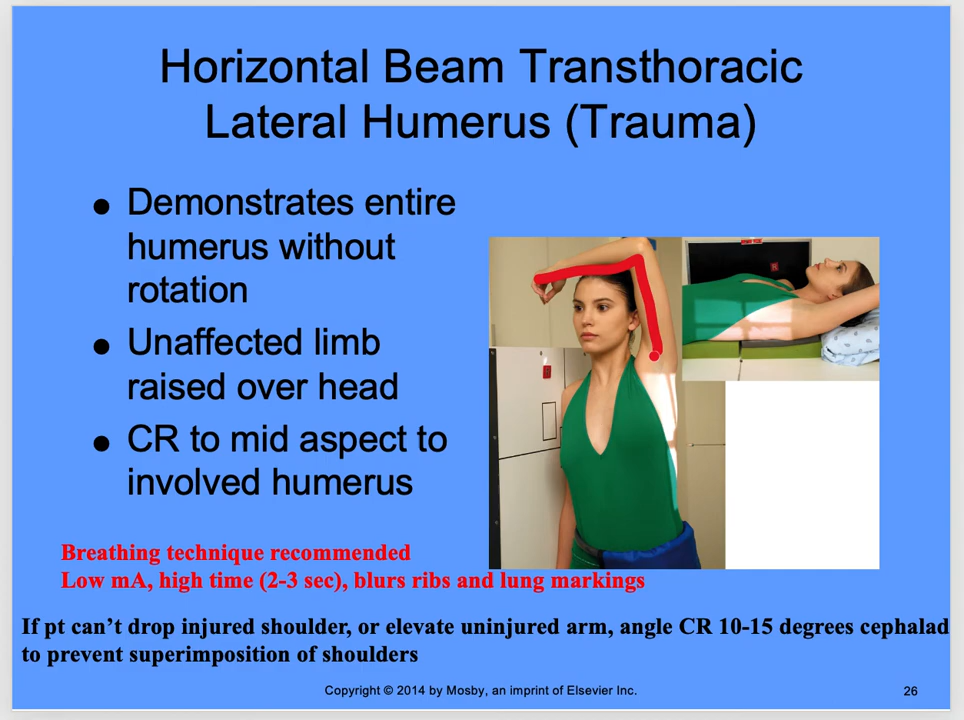 Horizontal Beam Transthoracic
Lateral Humerus (Trauma)
● Demonstrates entire
humerus without
rotation
● Unaffected limb
raised over head
● CR to mid aspect to
involved humerus
Breathing technique recommended
Low mA, high time (2-3 sec), blurs ribs and lung markings
If pt can’t drop injured shoulder, or elevate uninjured arm, angle CR 10-15 degrees cephalad
to prevent superimposition of shoulders
Copyright © 2014 by Mosby, an imprint of Elsevier Inc.
26